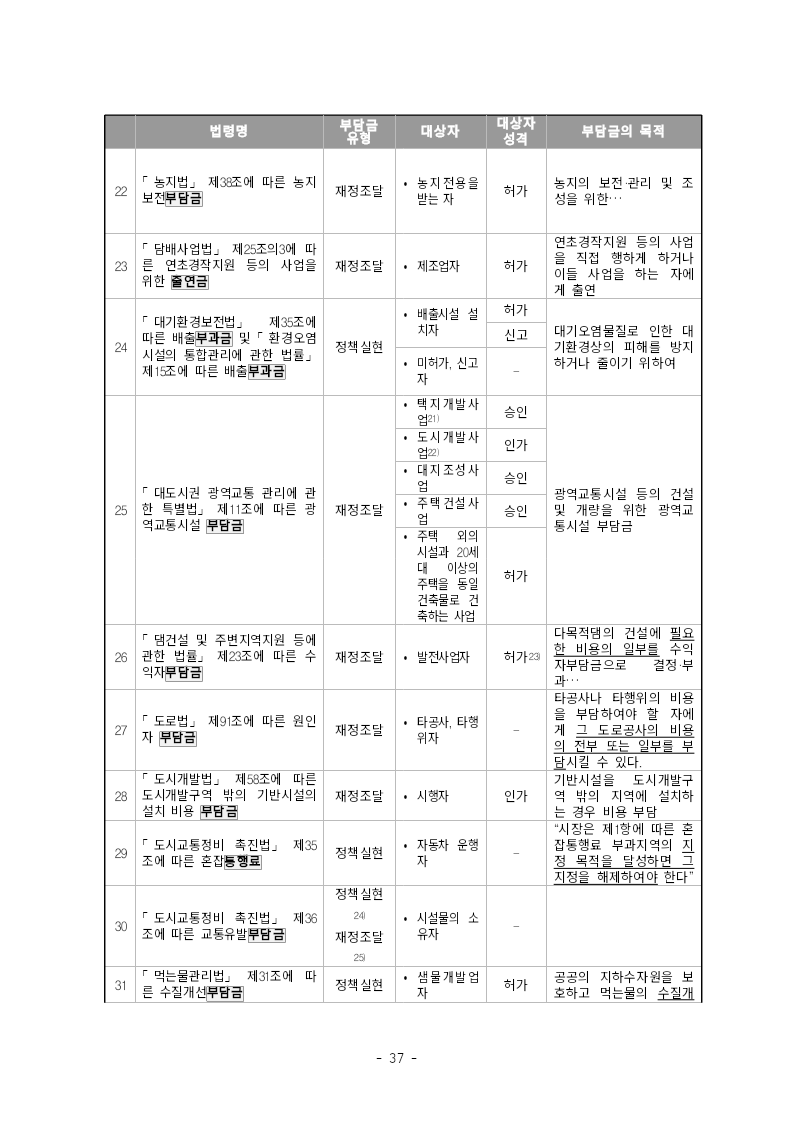 법령명
부담금
유형
대상자
대상자
성격
부담금의 목적
22
「 농지법」 제38조에 따른 농지
보전부담금
재정조달
• 농지전용을
받는 자
허가
농지의 보전·관리 및 조
성을 위한…
23
「 담배사업법」 제25조의3에 따
른 연초경작지원 등의 사업을
위한 출연금
재정조달
• 제조업자
허가
연초경작지원 등의 사업
을 직접 행하게 하거나
이들 사업을 하는 자에
게 출연
24
「 대기환경보전법」 제35조에
따른 배출부과금 및「 환경오염
시설의 통합관리에 관한 법률」
제15조에 따른 배출부과금
정책실현
• 배출시설 설
치자
허가
신고
• 미허가, 신고
자
–
대기오염물질로 인한 대
기환경상의 피해를 방지
하거나 줄이기 위하여
25
「 대도시권 광역교통 관리에 관
한 특별법」 제11조에 따른 광
역교통시설 부담금
재정조달
• 택지개발사
업21)
승인
• 도시개발사
업22)
인가
• 대지조성사
업
승인
• 주택건설사
업
승인
• 주택 외의
시설과 20세
대 이상의
주택을 동일
건축물로 건
축하는 사업
허가
광역교통시설 등의 건설
및 개량을 위한 광역교
통시설 부담금
26
「 댐건설 및 주변지역지원 등에
관한 법률」 제23조에 따른 수
익자부담금
재정조달
• 발전사업자
허가23)
다목적댐의 건설에 필요
한 비용의 일부를 수익
자부담금으로 결정·부
과…
27
「 도로법」 제91조에 따른 원인
자 부담금
재정조달
• 타공사, 타행
위자
–
타공사나 타행위의 비용
을 부담하여야 할 자에
게 그 도로공사의 비용
의 전부 또는 일부를 부
담시킬 수 있다.
28
「 도시개발법」 제58조에 따른
도시개발구역 밖의 기반시설의
설치 비용 부담금
재정조달
• 시행자
인가
기반시설을 도시개발구
역 밖의 지역에 설치하
는 경우 비용 부담
29
「 도시교통정비 촉진법」 제35
조에 따른 혼잡통행료
정책실현
• 자동차 운행
자
–
“시장은 제1항에 따른 혼
잡통행료 부과지역의 지
정 목적을 달성하면 그
지정을 해제하여야 한다”
30
「 도시교통정비 촉진법」 제36
조에 따른 교통유발부담금
정책실현
24)
재정조달
25)
• 시설물의 소
유자
–
31
「 먹는물관리법」 제31조에 따
른 수질개선부담금
정책실현
• 샘물개발업
자
허가
공공의 지하수자원을 보
호하고 먹는물의 수질개
- 37 -